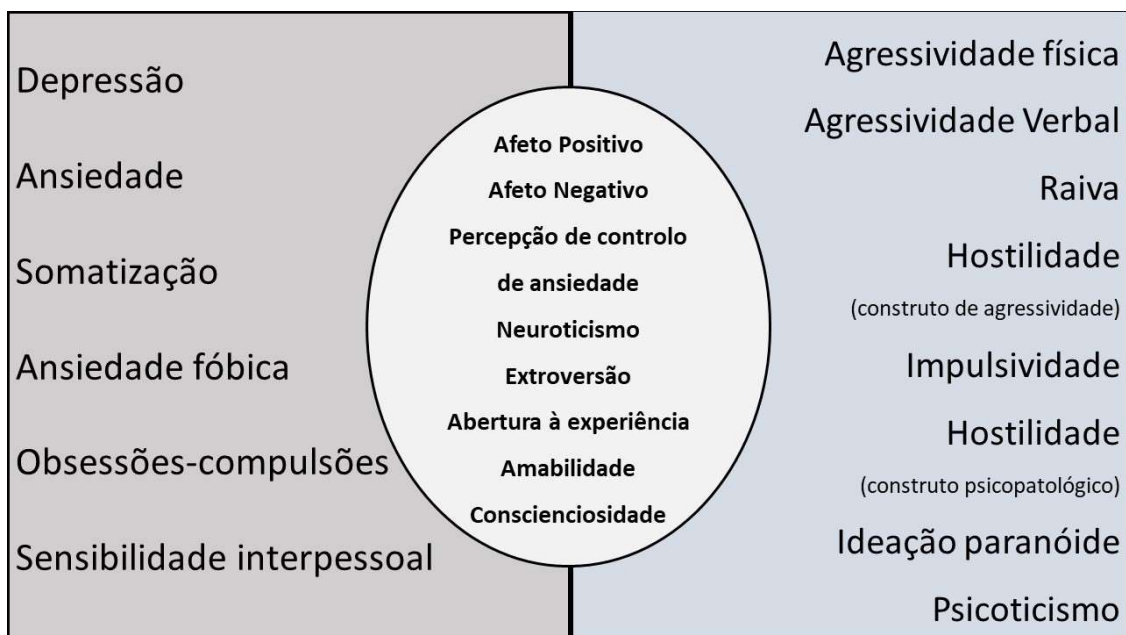 Depressão
Ansiedade
Somatização
Ansiedade fóbica
Obsessões-compulsões
Sensibilidade interpessoal
Afeto Positivo
Afeto Negativo
Percepção de controlo
de ansiedade
Neuroticismo
Extroversão
Abertura à experiência
Amabilidade
Conscienciosidade
Agressividade física
Agressividade Verbal
Raiva
Hostilidade
(construto de agressividade)
Impulsividade
Hostilidade
(construto psicopatológico)
Ideação paranóide
Psicoticismo